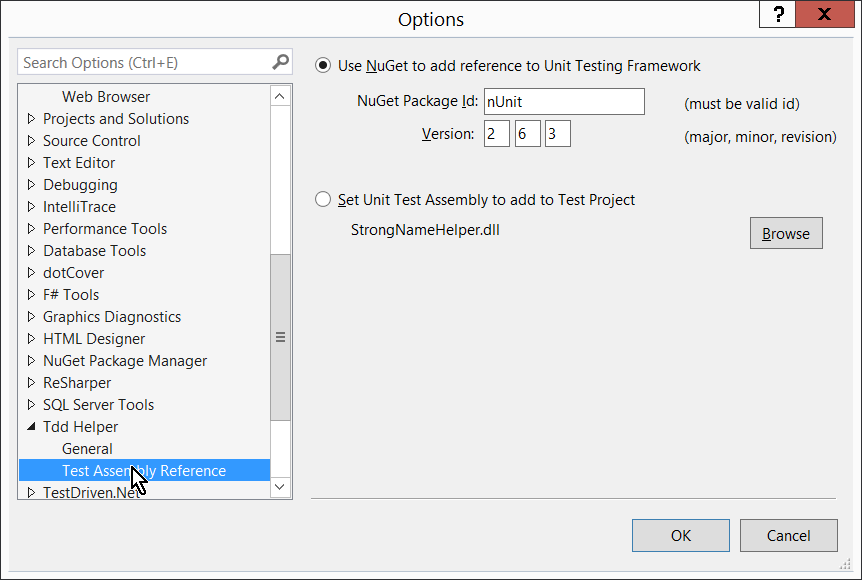 Options
?
X
Search Options (Ctrl+E)
Web Browser
Projects and Solutions
Source Control
Text Editor
Debugging
IntelliTrace
Performance Tools
Database Tools
dotCover
F# Tools
Graphics Diagnostics
HTML Designer
NuGet Package Manager
ReSharper
SQL Server Tools
Tdd Helper
General
Test Assembly Reference
TestDriven.Net
Use NuGet to add reference to Unit Testing Framework
NuGet Package Id: nUnit (must be valid id)
Version: 2 6 3 (major, minor, revision)
Set Unit Test Assembly to add to Test Project
StrongNameHelper.dll Browse
OK Cancel